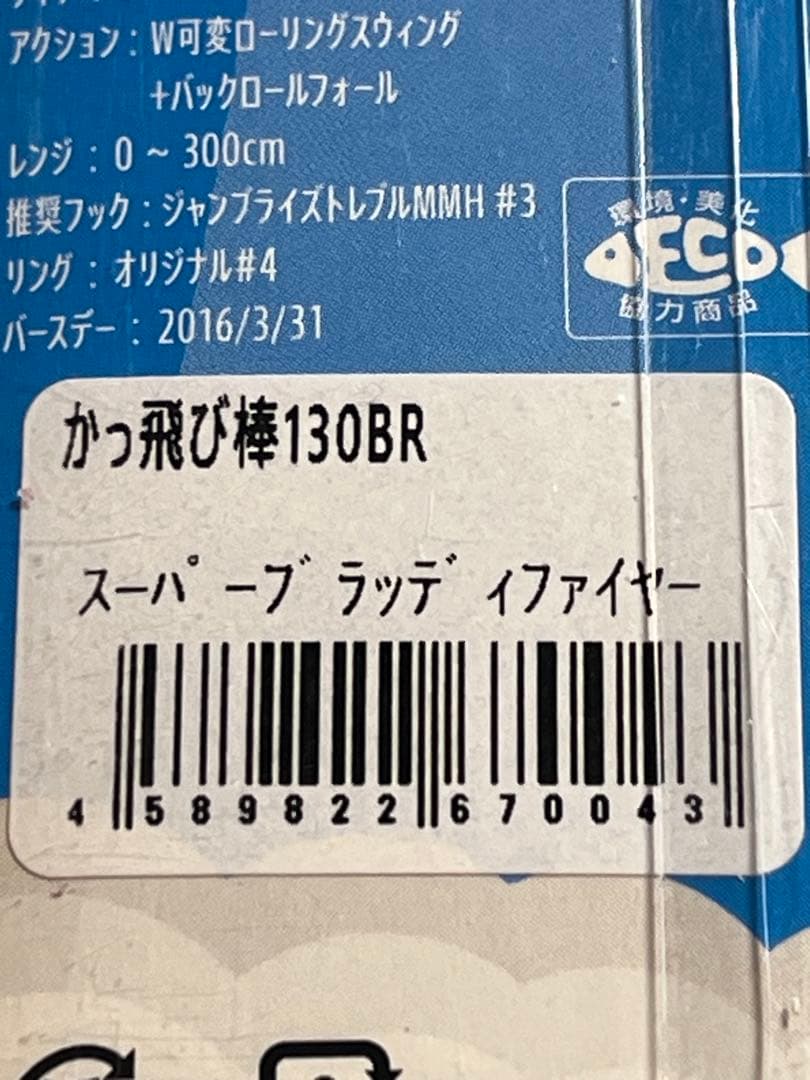 アクション：W可変ローリングスウィング
+バックロールフォール
レンジ：0 ~ 300cm
推奨フック：ジャンプライズトレブルMMH #3
リング：オリジナル#4
バースデー：2016/3/31
環境・美化
ECO
協力商品
かっ飛び棒130BR
スーパーブラッディファイヤー
4 589822 670043